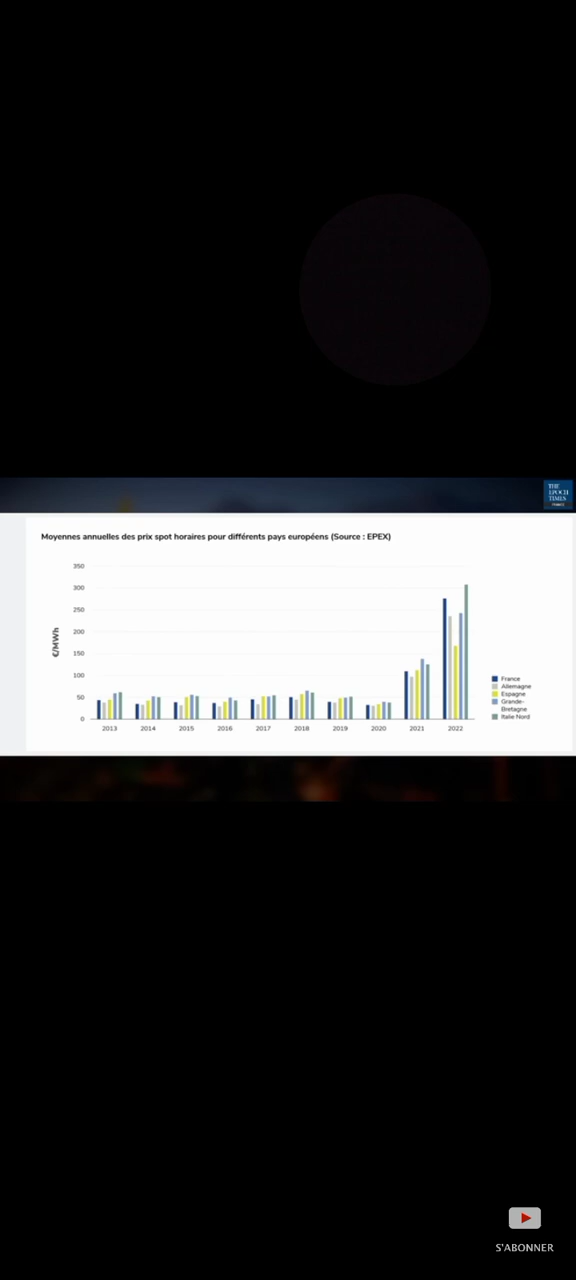 THE
EPOCH
TIMES
Moyennes annuelles des prix spot horaires pour différents pays européens (Source : EPEX)
350
300
250
200
150
100
50
0
€/MWh
2013 2014 2015 2016 2017 2018 2019 2020 2021 2022
France
Allemagne
Espagne
Grande-
Bretagne
Italie Nord
S'ABONNER